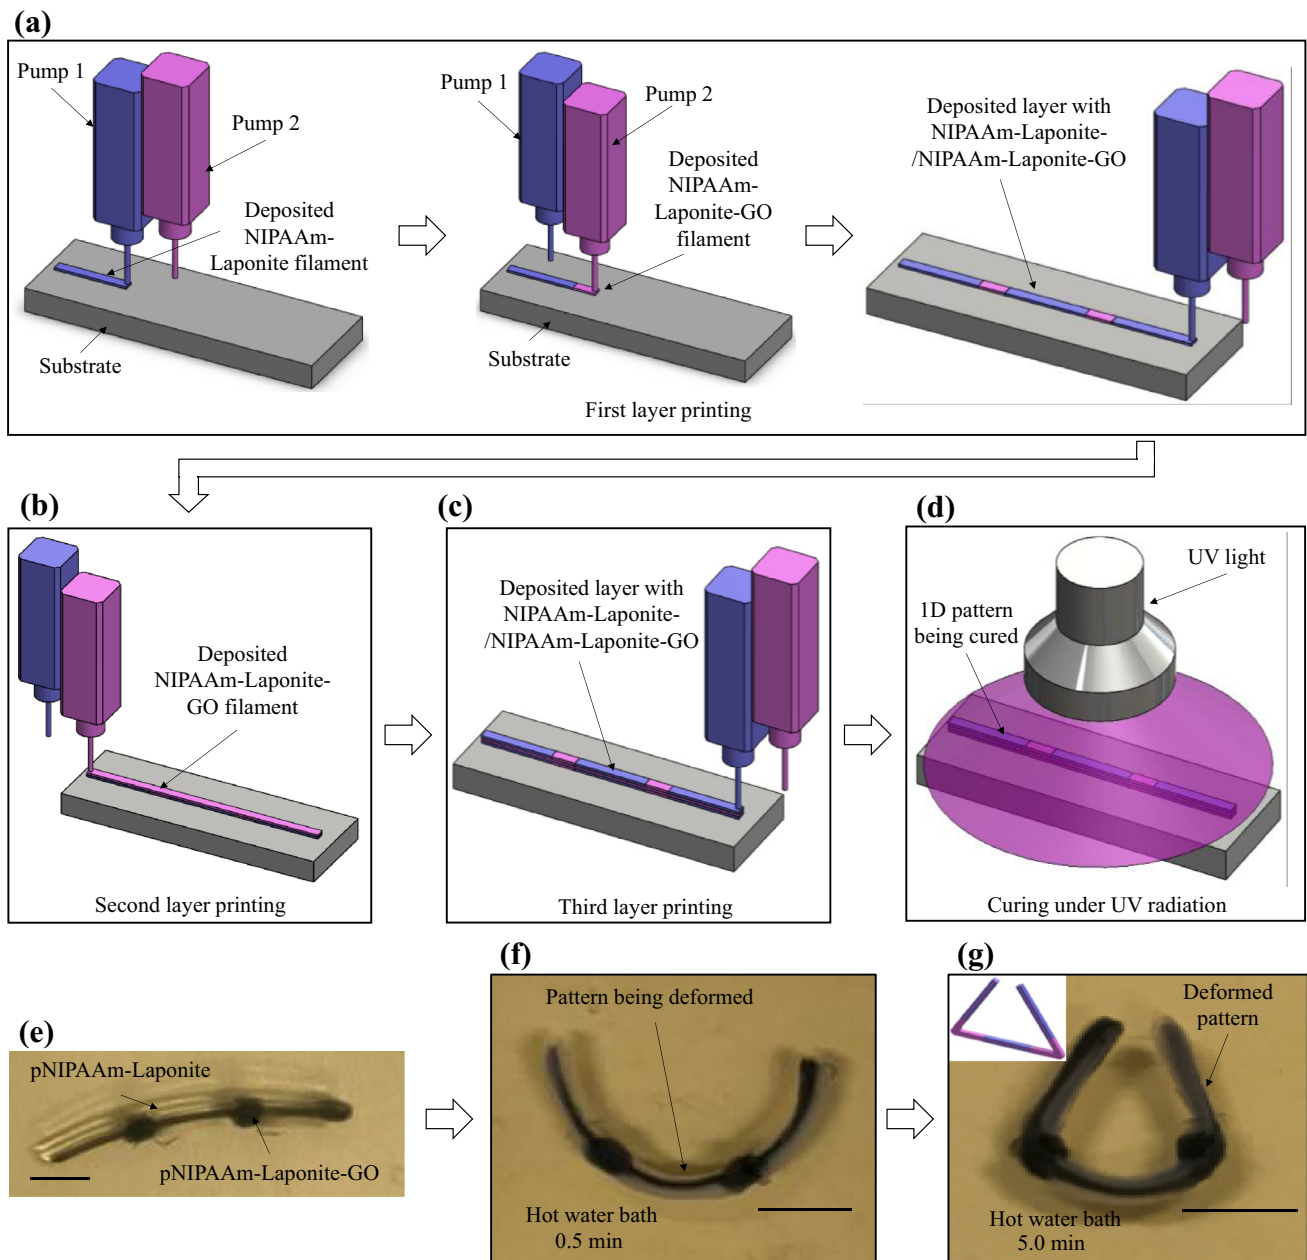 (a)
Pump 1
Pump 2
Deposited
NIPAAm-
Laponite filament
Substrate
Pump 1
Pump 2
Deposited
NIPAAm-
Laponite-GO
filament
Substrate
Deposited layer with
NIPAAm-Laponite-
/NIPAAm-Laponite-GO
First layer printing
(b)
Deposited
NIPAAm-Laponite-
GO filament
Second layer printing
(c)
Deposited layer with
NIPAAm-Laponite-
/NIPAAm-Laponite-GO
Third layer printing
(d)
UV light
1D pattern
being cured
Curing under UV radiation
(e)
pNIPAAm-Laponite
pNIPAAm-Laponite-GO
(f)
Pattern being deformed
Hot water bath
0.5 min
(g)
Deformed
pattern
Hot water bath
5.0 min